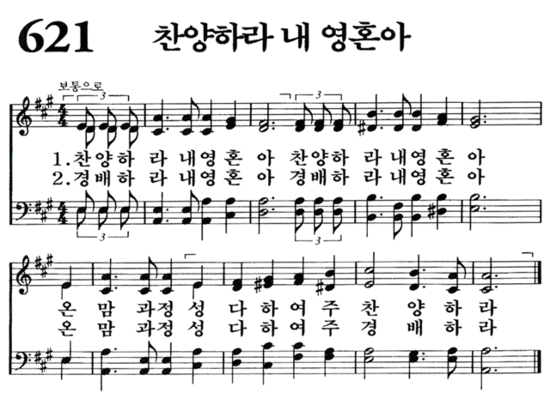 621 찬양하라 내 영혼아
보통으로
3 3
1.찬양하 라 내영 혼 아 찬양하 라 내영 혼 아
2.경배하 라 내영 혼 아 경배하 라 내영 혼 아
3 3
온 맘 과정 성 다 하 여 주 찬 양 하 라
온 맘 과정 성 다 하 여 주 경 배 하 라